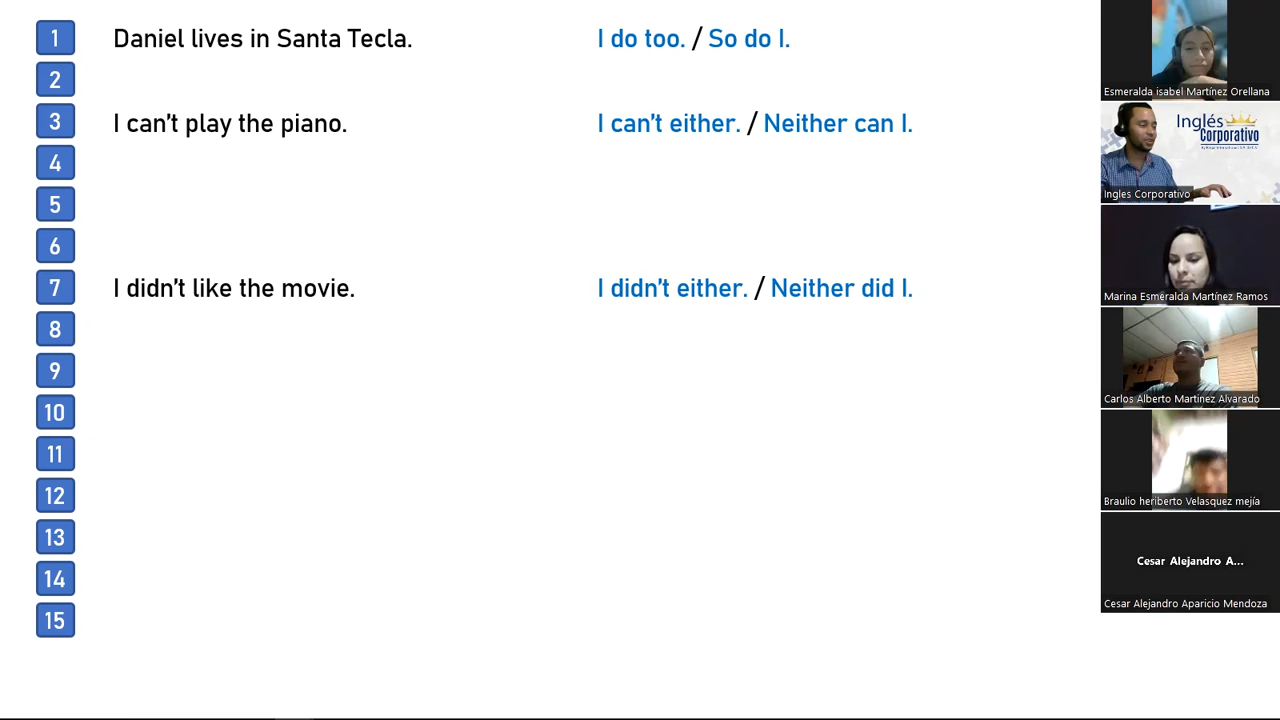 1 Daniel lives in Santa Tecla. I do too. / So do I.
2
3 I can't play the piano. I can't either. / Neither can I.
4
5
6
7 I didn't like the movie. I didn't either. / Neither did I.
8
9
10
11
12
13
14
15
Esmeralda isabel Martínez Orellana
Inglés
Corporativo
Ingles Corporativo
Marina Esmeralda Martínez Ramos
Carlos Alberto Martinez Alvarado
Braulio heriberto Velasquez mejía
Cesar Alejandro A...
Cesar Alejandro Aparicio Mendoza